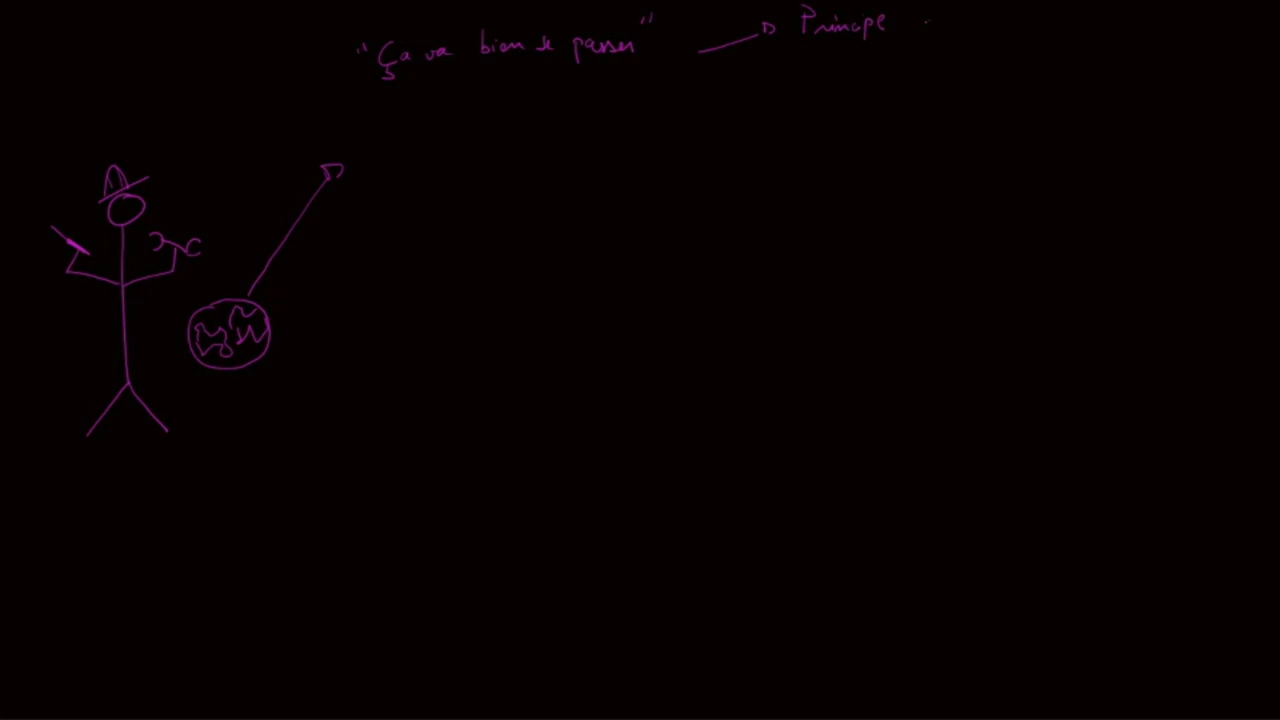 "Ça va bien se passer" → Principe